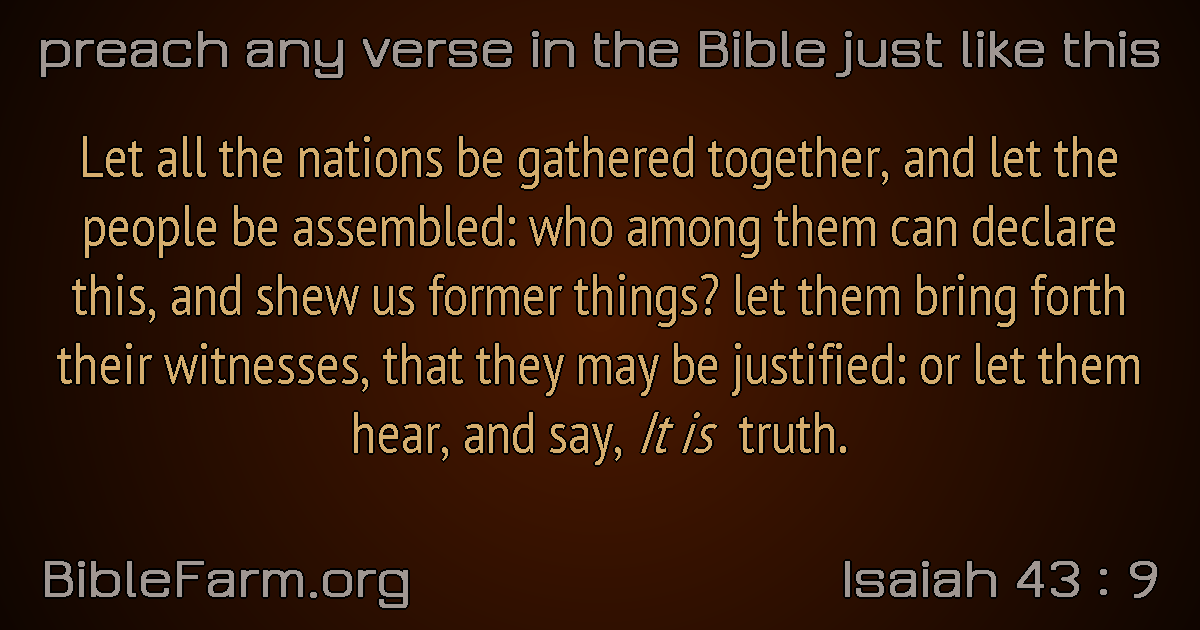 preach any verse in the Bible just like this
Let all the nations be gathered together, and let the
people be assembled: who among them can declare
this, and shew us former things? let them bring forth
their witnesses, that they may be justified: or let them
hear, and say, It is truth.
BibleFarm.org
Isaiah 43 : 9